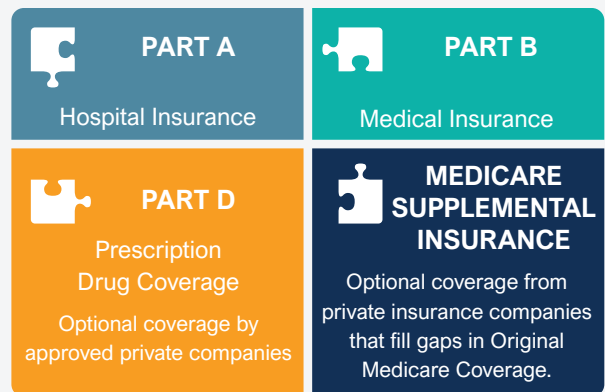 PART A
Hospital Insurance
PART B
Medical Insurance
PART D
Prescription
Drug Coverage
Optional coverage by
approved private companies
MEDICARE
SUPPLEMENTAL
INSURANCE
Optional coverage from
private insurance companies
that fill gaps in Original
Medicare Coverage.